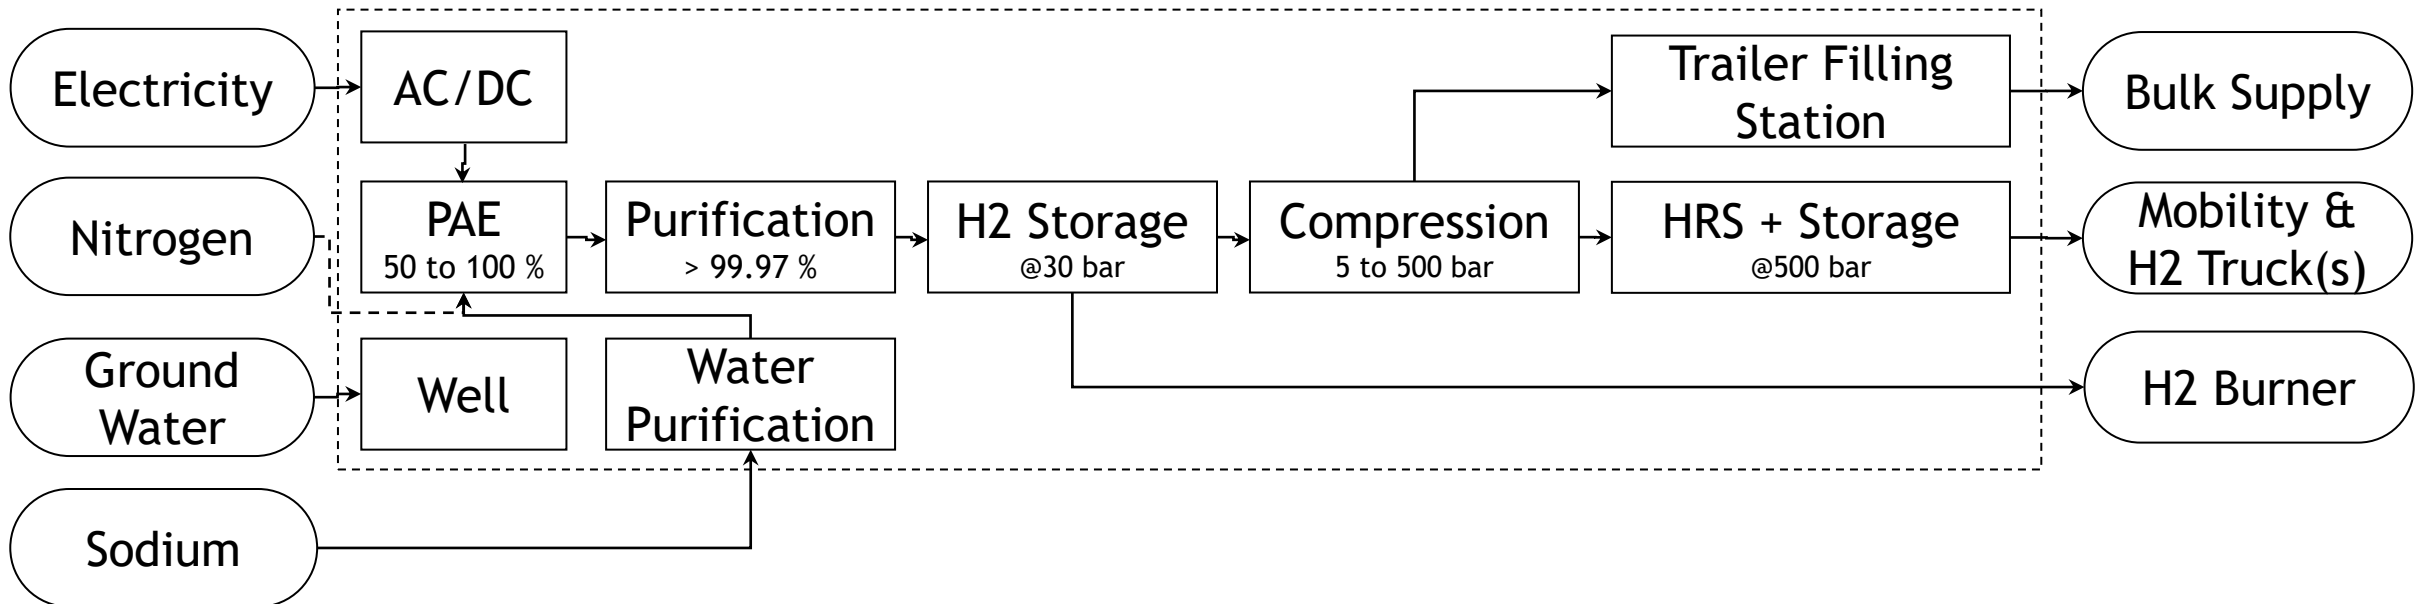 Electricity
AC/DC
Trailer Filling
Station
Bulk Supply
Nitrogen
PAE
50 to 100 %
Purification
> 99.97 %
H2 Storage
@30 bar
Compression
5 to 500 bar
HRS + Storage
@500 bar
Mobility &
H2 Truck(s)
Ground
Water
Well
Water
Purification
H2 Burner
Sodium